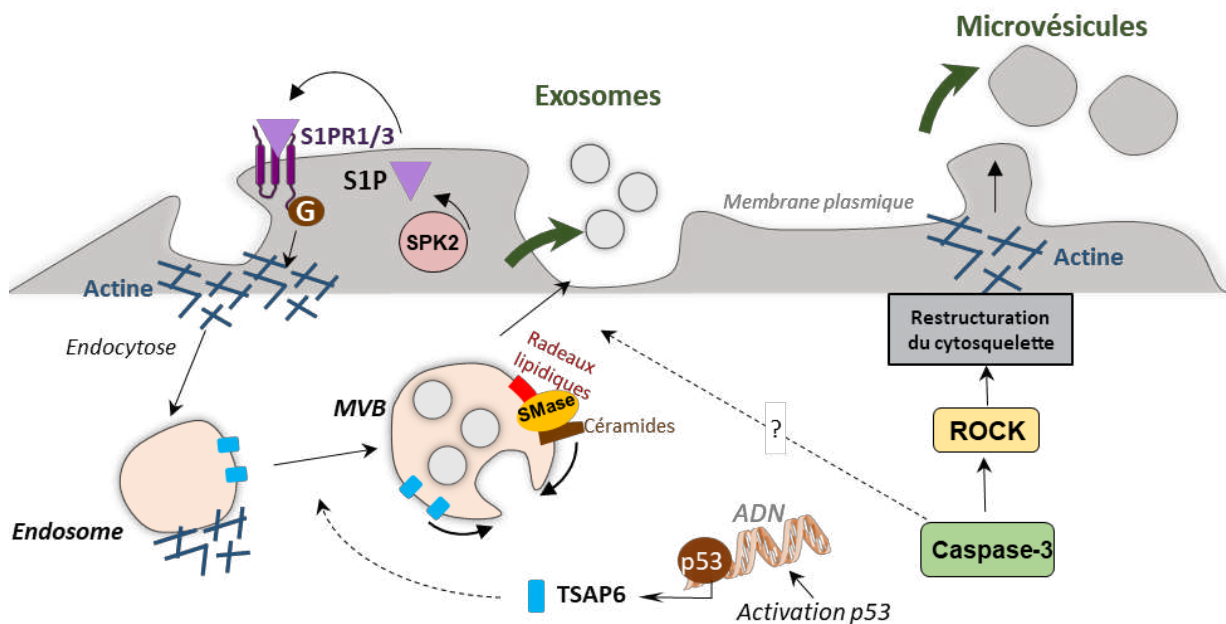 Microvésicules
Exosomes
S1PR1/3
S1P
G
SPK2
Membrane plasmique
Actine
Actine
Restructuration
du cytosquelette
Endocytose
Radeaux
lipidiques
MVB
SMase
Céramides
?
ROCK
Endosome
ADN
Caspase-3
p53
TSAP6
Activation p53